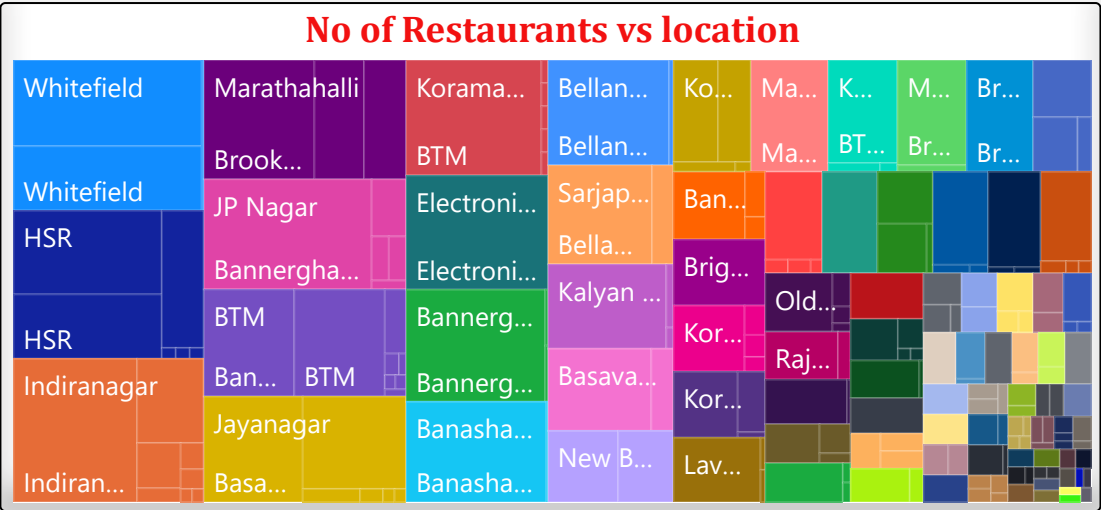 No of Restaurants vs location
Whitefield
Whitefield
HSR
HSR
Indiranagar
Indiran...
Marathahalli
Brook...
JP Nagar
Bannergha...
BTM
Ban...
BTM
Jayanagar
Basa...
Korama...
BTM
Electroni...
Electroni...
Bannerg...
Bannerg...
Banasha...
Banasha...
Bellan...
Bellan...
Sarjap...
Bella...
Kalyan ...
Basava...
New B...
Ko...
Ban...
Brig...
Kor...
Kor...
Lav...
Ma...
Ma...
K...
BT...
M...
Br...
Br...
Br...
Old...
Raj...